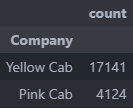 count
Company
Yellow Cab 17141
Pink Cab 4124